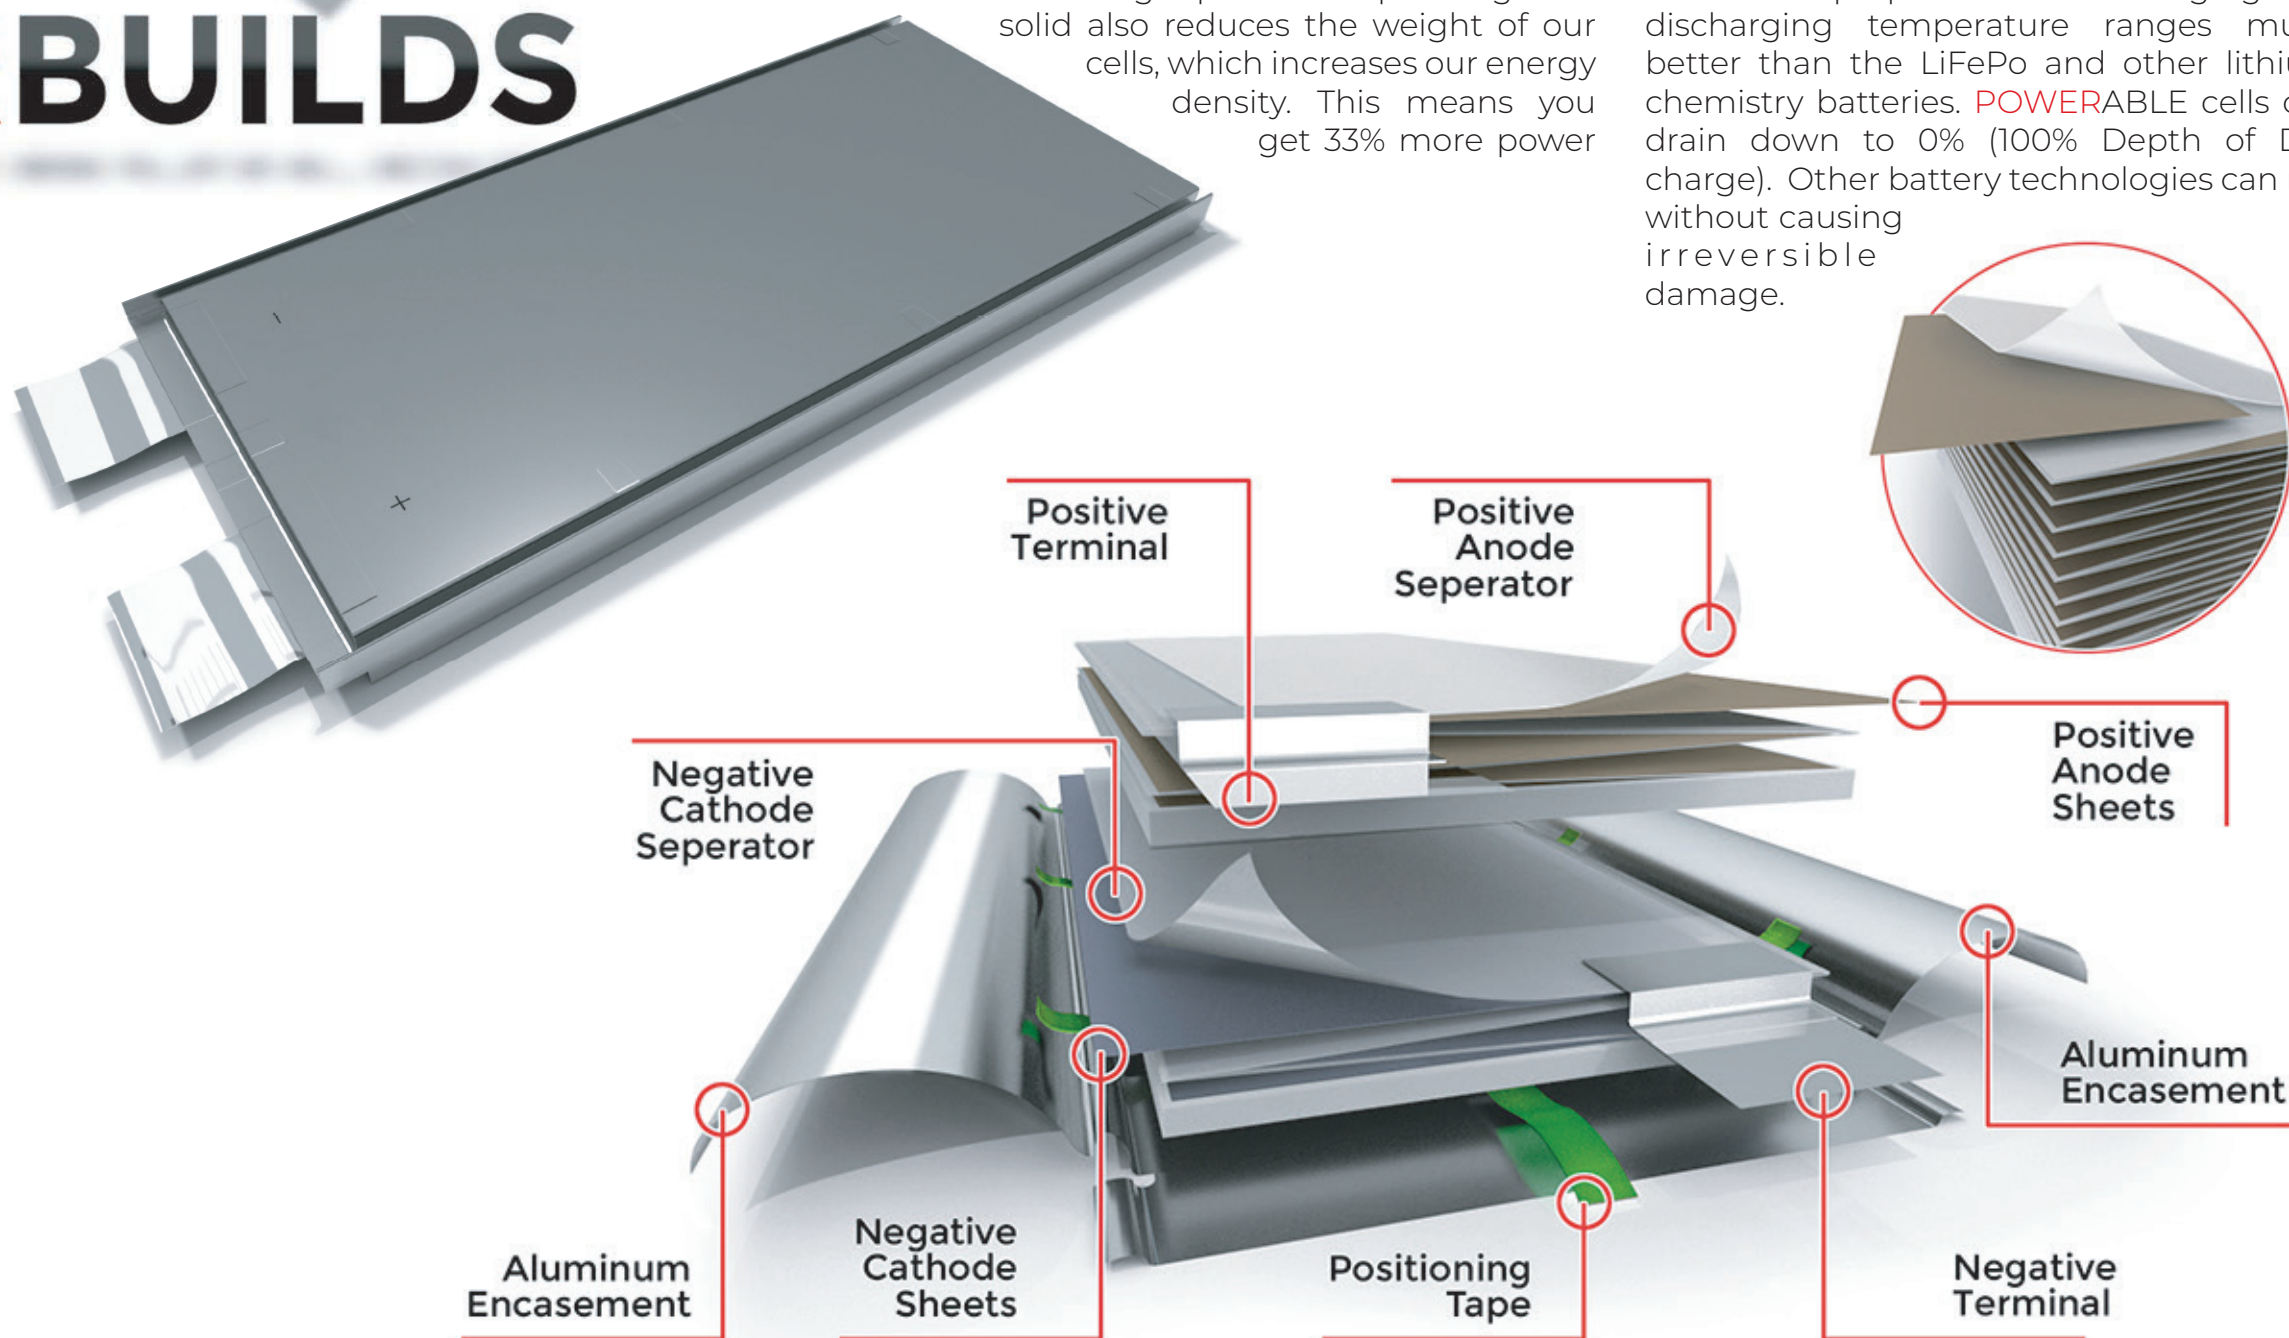 BUILDS
solid also reduces the weight of our
cells, which increases our energy
density. This means you
get 33% more power
discharging temperature ranges mu
better than the LiFePo and other lithiu
chemistry batteries. POWERABLE cells c
drain down to 0% (100% Depth of D
charge). Other battery technologies can
without causing
irreversible
damage.
-
+
Positive
Terminal
Positive
Anode
Seperator
Positive
Anode
Sheets
Negative
Cathode
Seperator
Aluminum
Encasement
Aluminum
Encasement
Negative
Cathode
Sheets
Positioning
Tape
Negative
Terminal